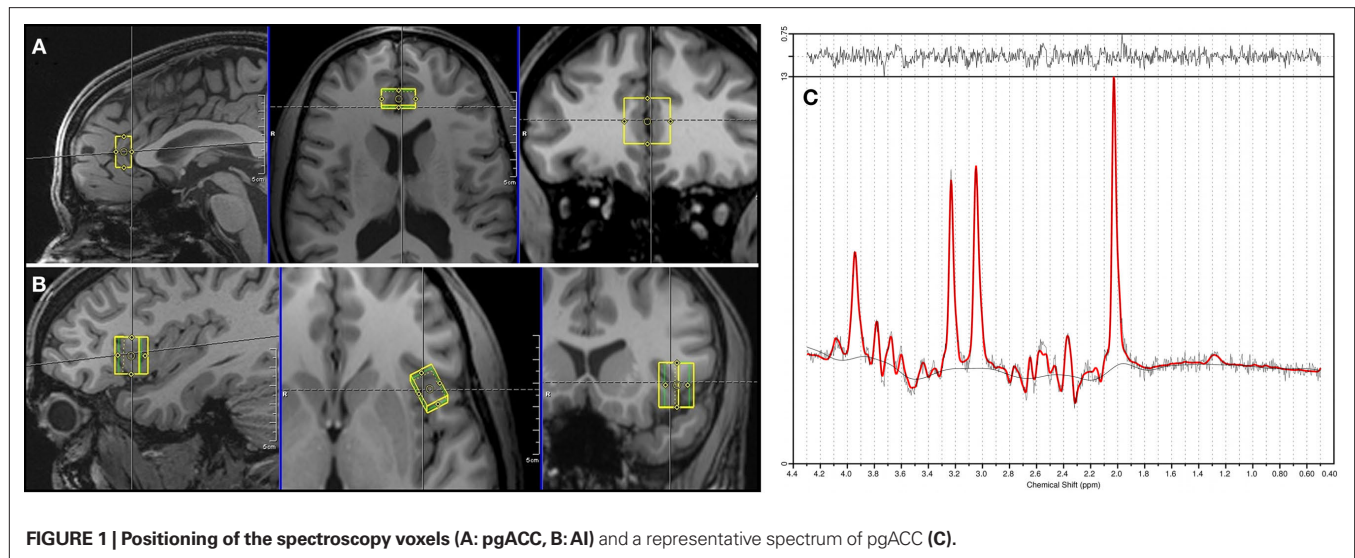 A
R
R
5cm
5cm
B
R
R
5cm
5cm
C
0.75
13
0
4.4 4.2 4.0 3.8 3.6 3.4 3.2 3.0 2.8 2.6 2.4 2.2 2.0 1.8 1.6 1.4 1.2 1.0 0.80 0.60 0.40
Chemical Shift (ppm)
FIGURE 1 | Positioning of the spectroscopy voxels (A: pgACC, B: AI) and a representative spectrum of pgACC (C).